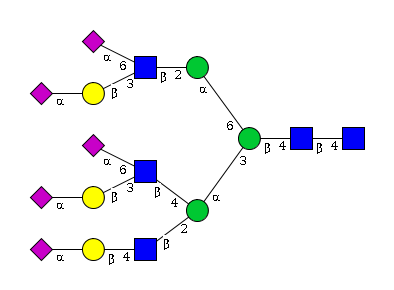 α 6 β 2 α
α β 3
6 β 4 β 4
α 6 3
α β 3 β 4 α
2
α β 4 β